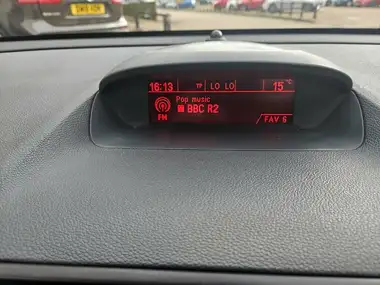 16:13 TP LO LO 15°C
Pop music
BBC R2
FM FAV 6